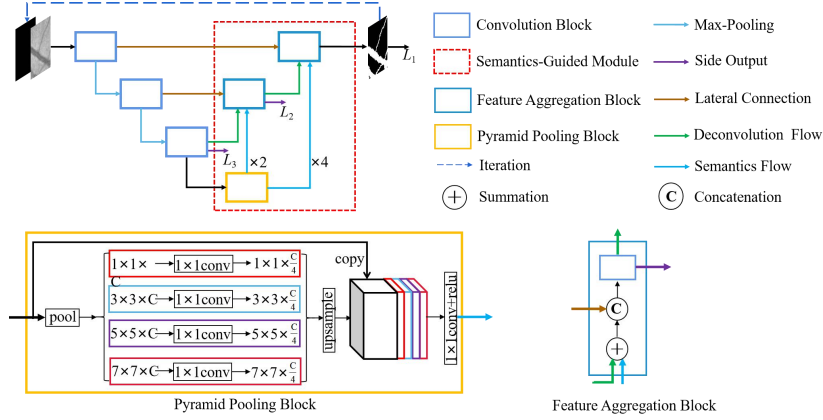 L1
L2
L3
×2
×4
Convolution Block
Semantics-Guided Module
Feature Aggregation Block
Pyramid Pooling Block
Iteration
+ Summation
Max-Pooling
Side Output
Lateral Connection
Deconvolution Flow
Semantics Flow
C Concatenation
pool
1×1×
C
1×1conv
1×1×C/4
3×3×C
1×1conv
3×3×C/4
5×5×C
1×1conv
5×5×C/4
7×7×C
1×1conv
7×7×C/4
upsample
copy
1×1conv+relu
Pyramid Pooling Block
C
+
Feature Aggregation Block